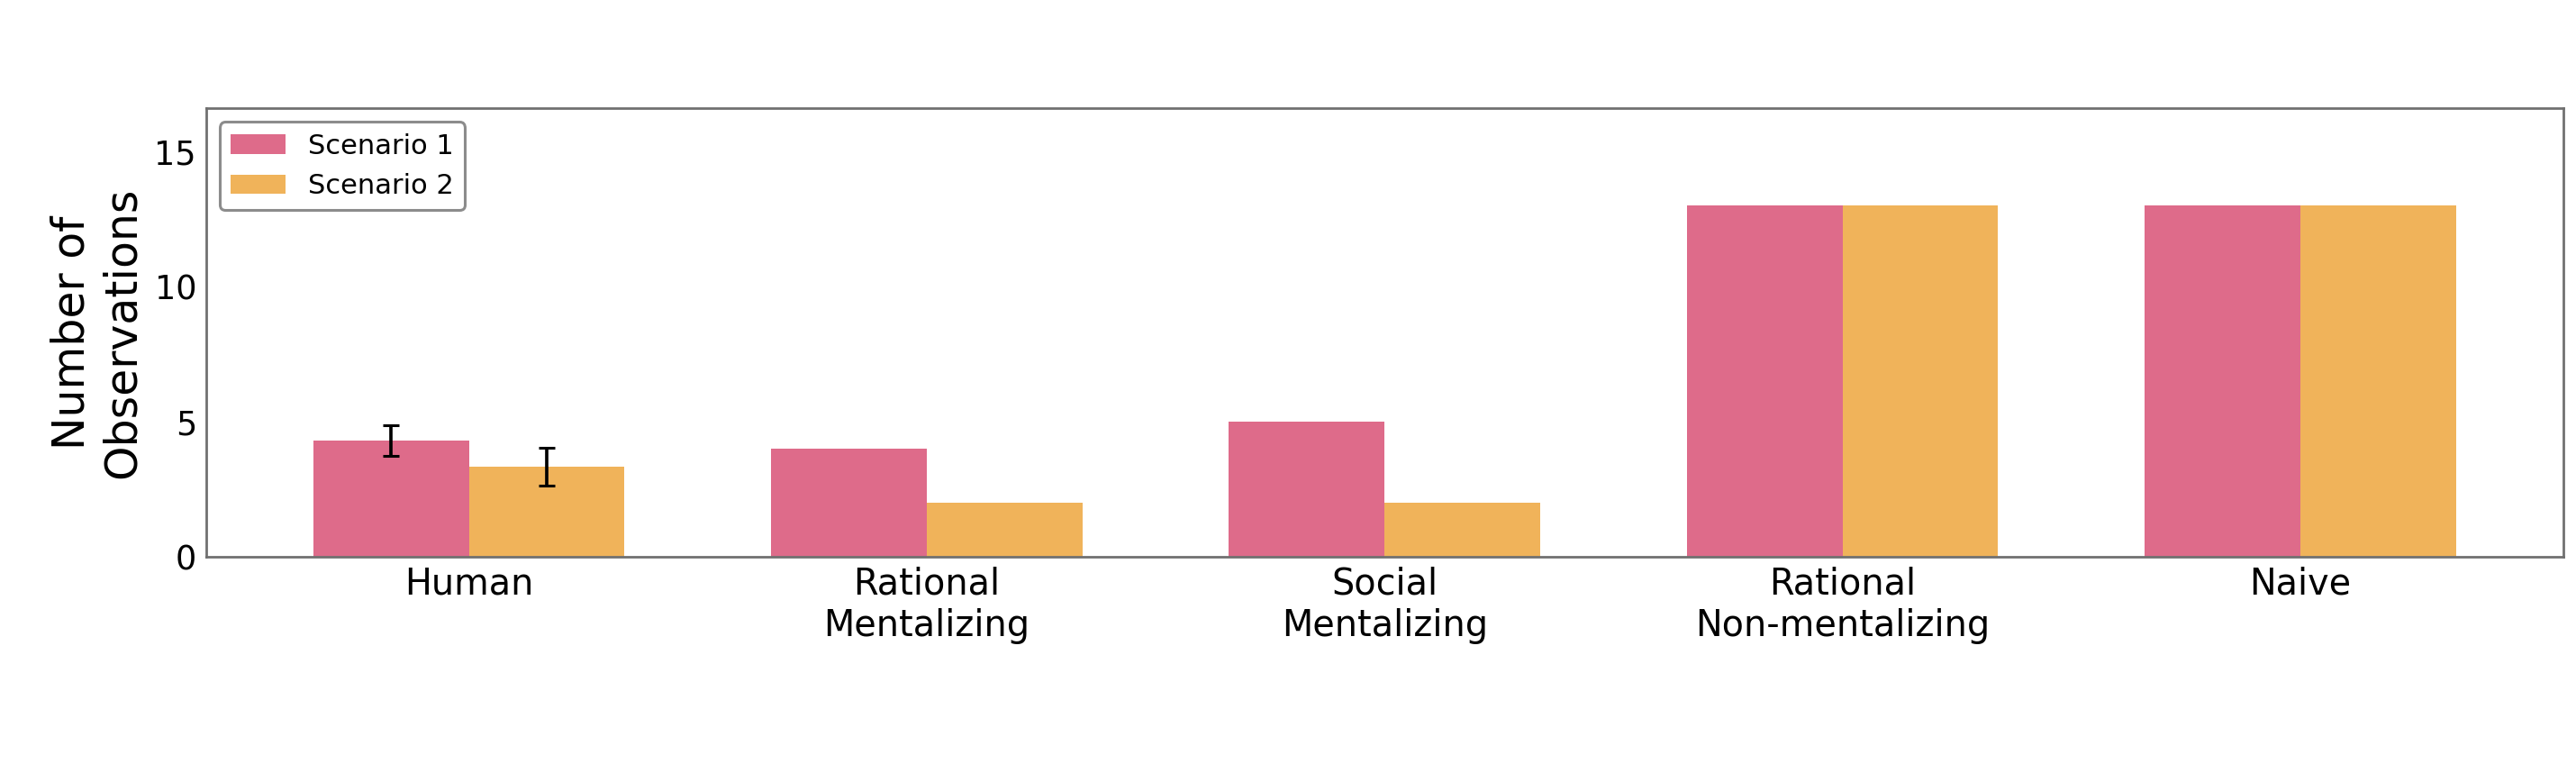 Number of
Observations
15
10
5
0
Scenario 1
Scenario 2
Human
Rational
Mentalizing
Social
Mentalizing
Rational
Non-mentalizing
Naive